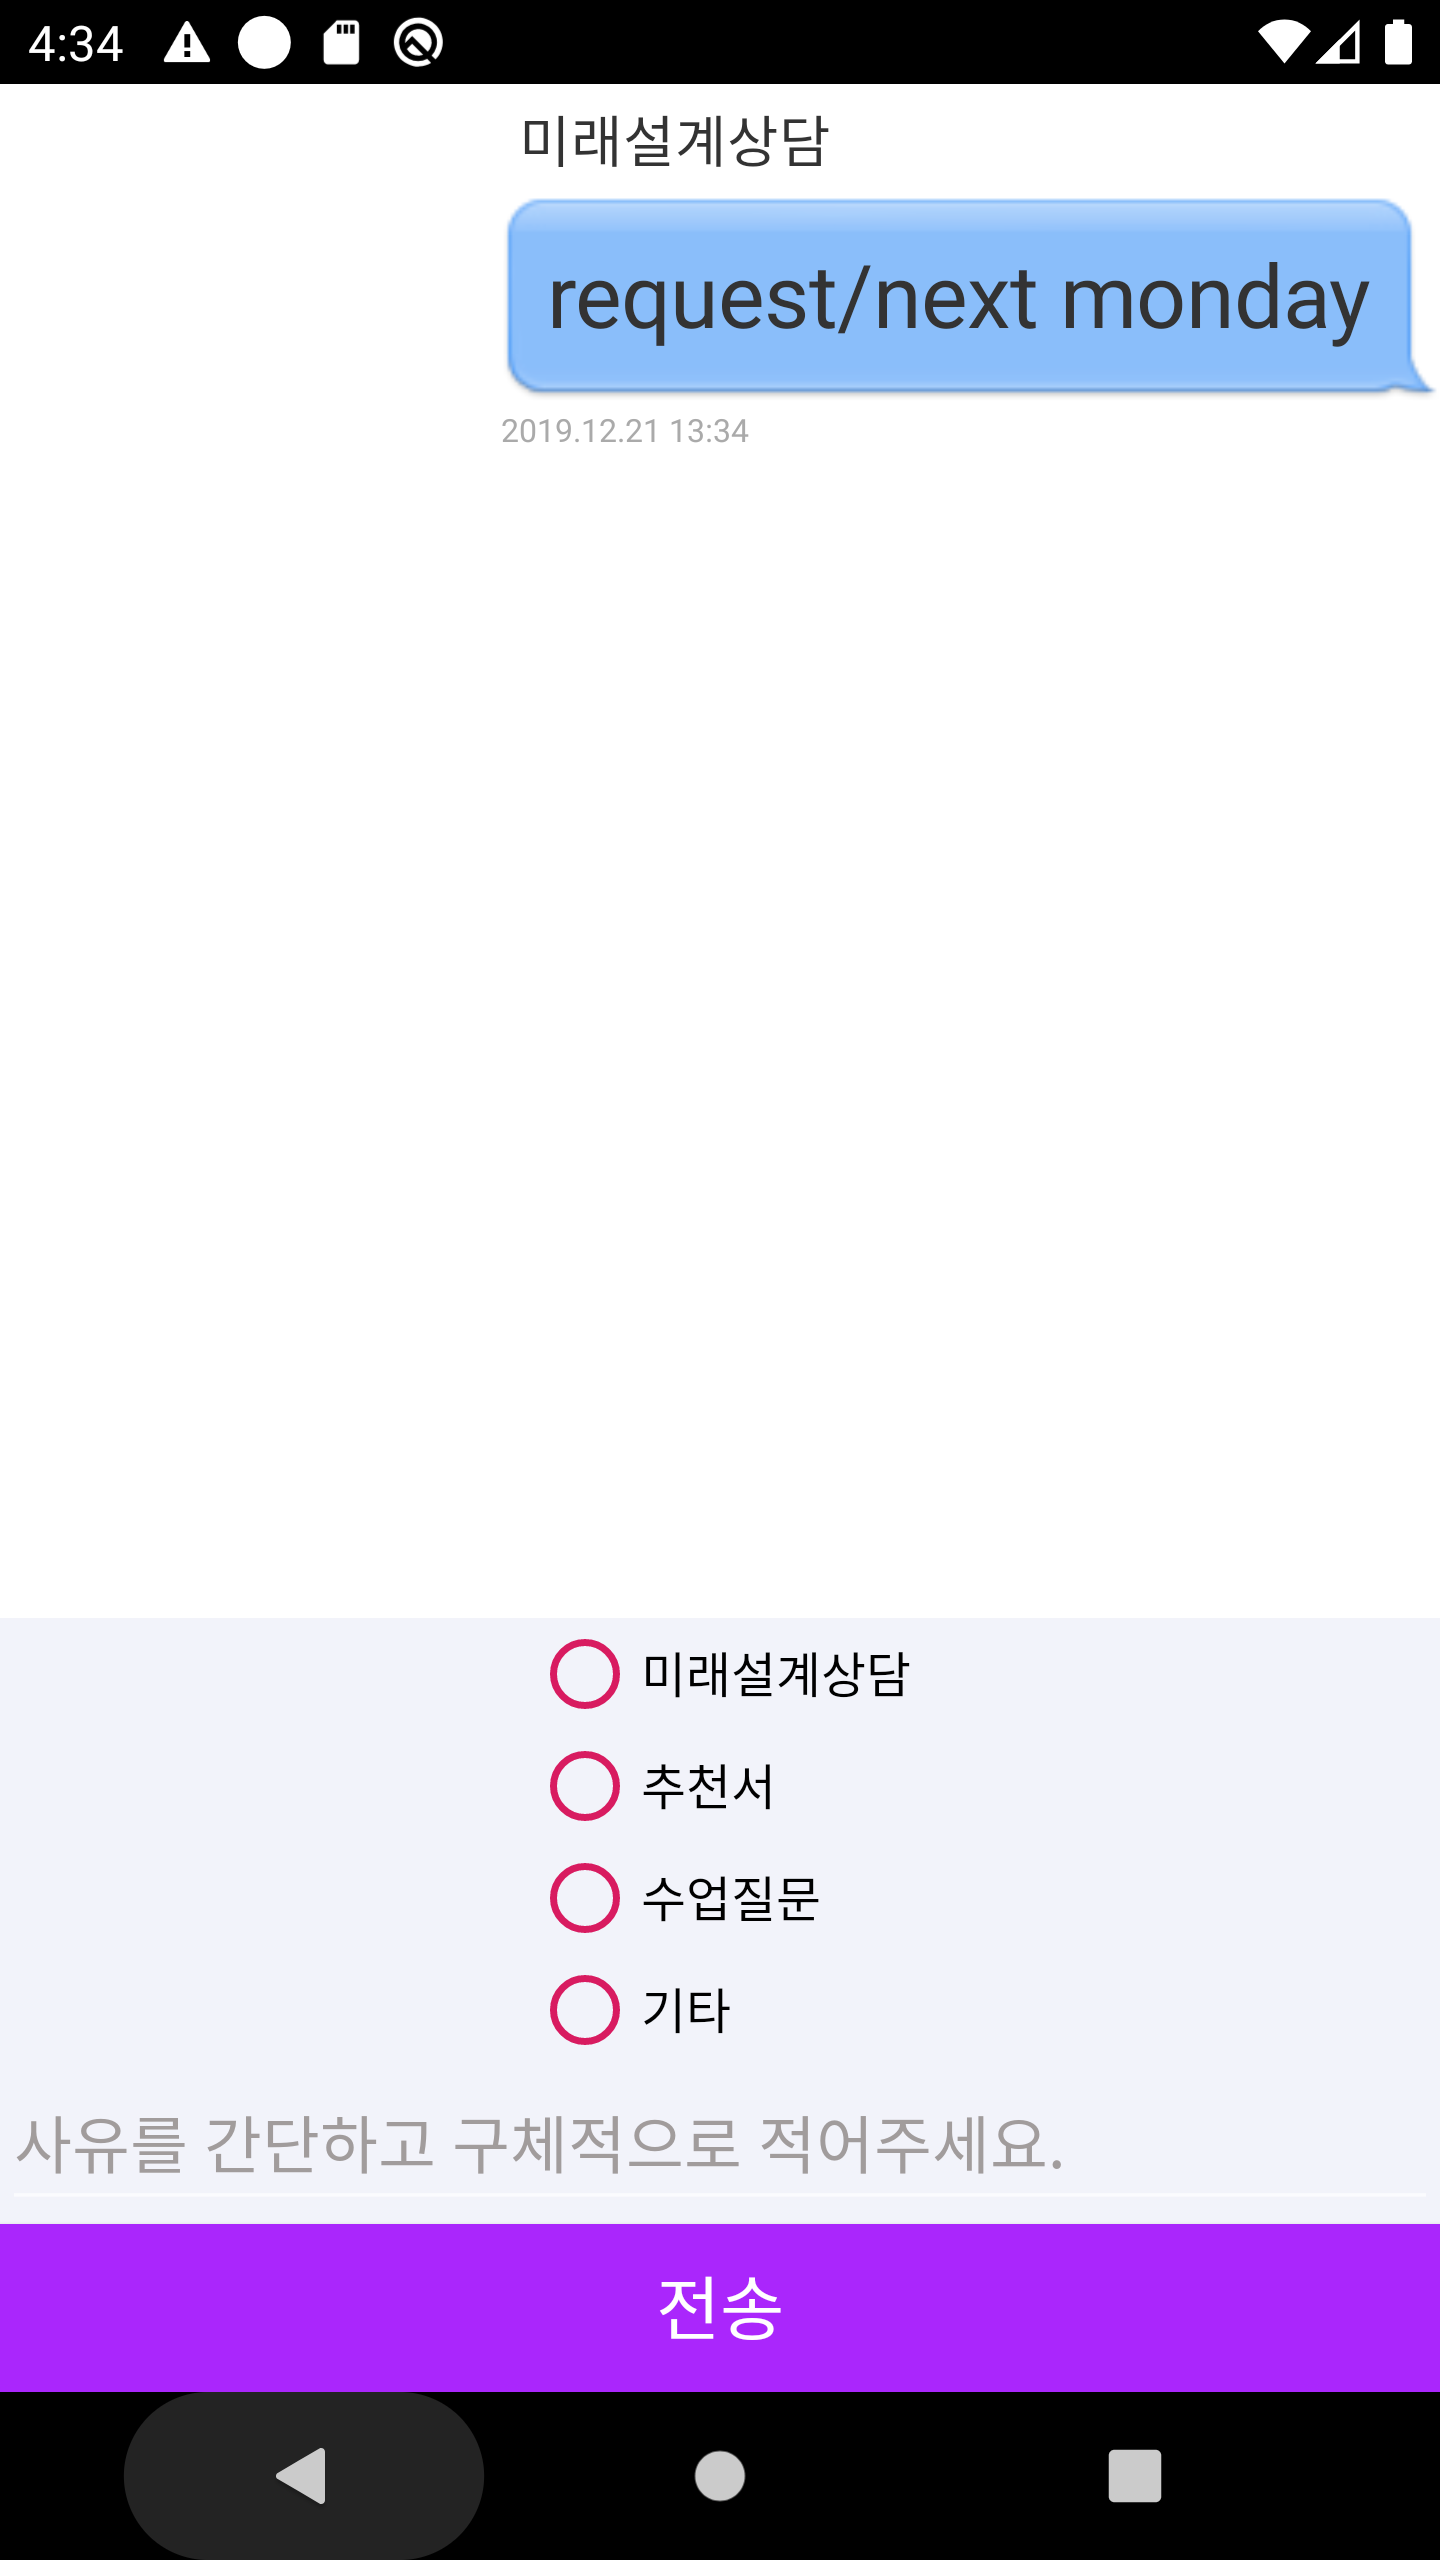 4:34
미래설계상담
request/next monday
2019.12.21 13:34
미래설계상담
추천서
수업질문
기타
사유를 간단하고 구체적으로 적어주세요.
전송